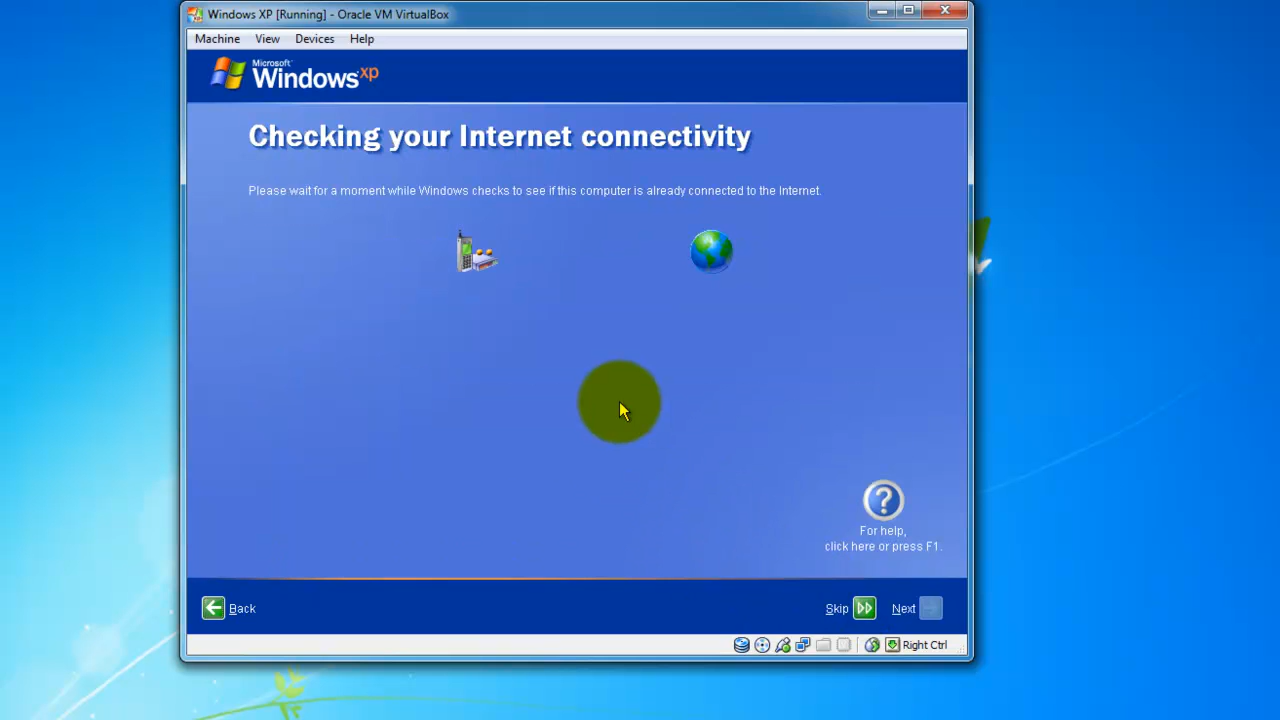 Windows XP [Running] - Oracle VM VirtualBox
Machine View Devices Help
Microsoft
Windows xp
Checking your Internet connectivity
Please wait for a moment while Windows checks to see if this computer is already connected to the Internet.
?
For help,
click here or press F1.
Back Skip Next
Right Ctrl